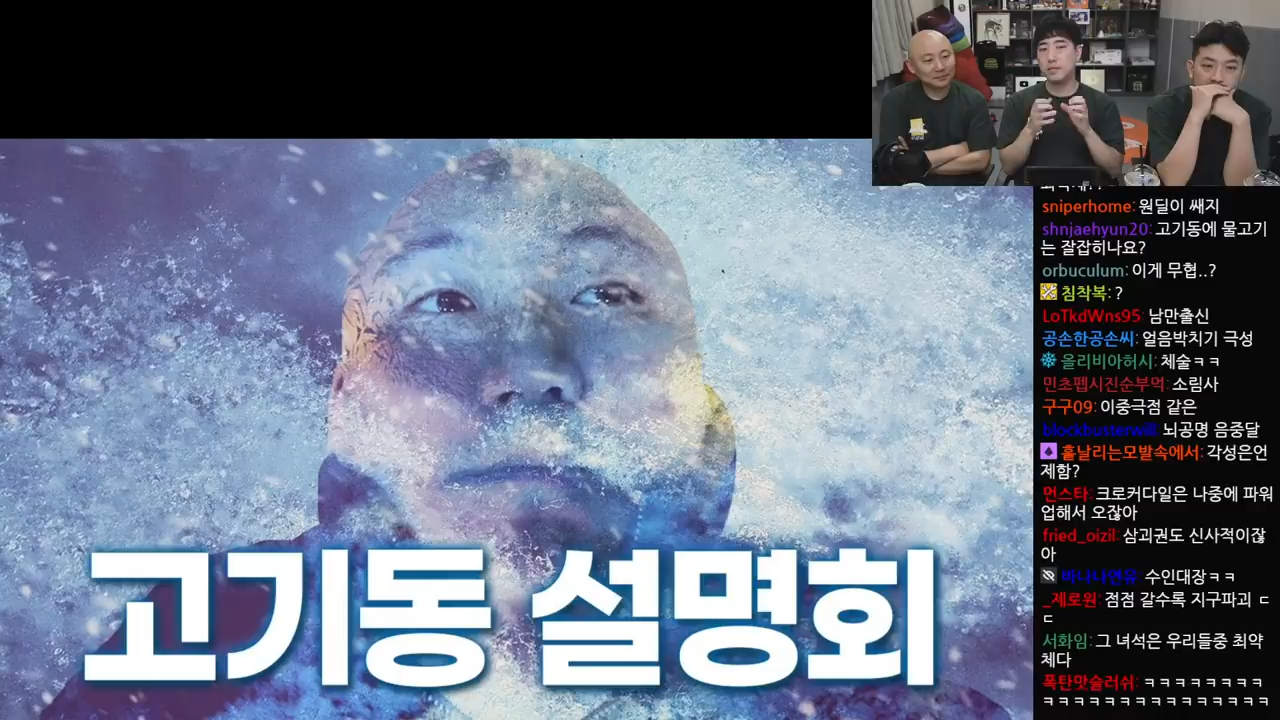 sniperhome: 원딜이 쌔지
shnjaehyun20: 고기동에 물고기
는 잘잡히나요?
orbuculum: 이게 무협..?
침착복: ?
LoTkdWns95: 남만출신
공손한공손씨: 얼음박치기 극성
올리비아허시: 체술ㅋㅋ
민초펩시진순부먹: 소림사
구구09: 이중극점 같은
blockbusterwill: 뇌공명 음중달
흩날리는모발속에서: 각성은언
제함?
먼스타: 크로커다일은 나중에 파워
업해서 오잖아
fried_oizil: 삼괴권도 신사적이잖
아
바나나연유: 수인대장ㅋㅋ
_제로원: 점점 갈수록 지구파괴 ㄷ
ㄷ
서화임: 그 녀석은 우리들중 최약
체다
폭탄맛슬러쉬: ㅋㅋㅋㅋㅋㅋㅋㅋ
ㅋㅋㅋㅋㅋㅋㅋㅋㅋㅋㅋㅋㅋㅋㅋ
고기동 설명회